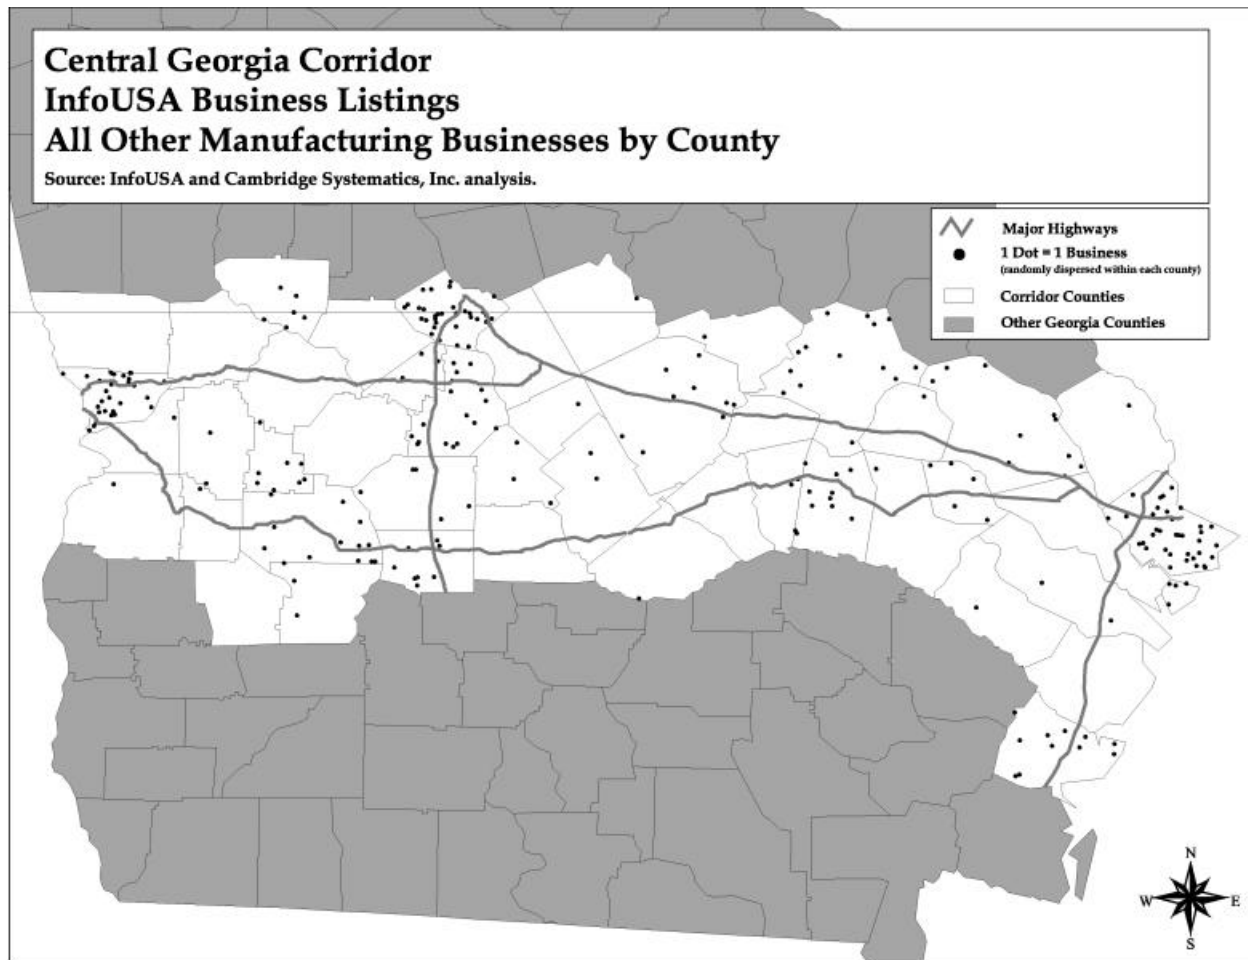 Central Georgia Corridor
InfoUSA Business Listings
All Other Manufacturing Businesses by County
Source: InfoUSA and Cambridge Systematics, Inc. analysis.
Major Highways
1 Dot = 1 Business
(randomly dispersed within each county)
Corridor Counties
Other Georgia Counties
N
W E
S